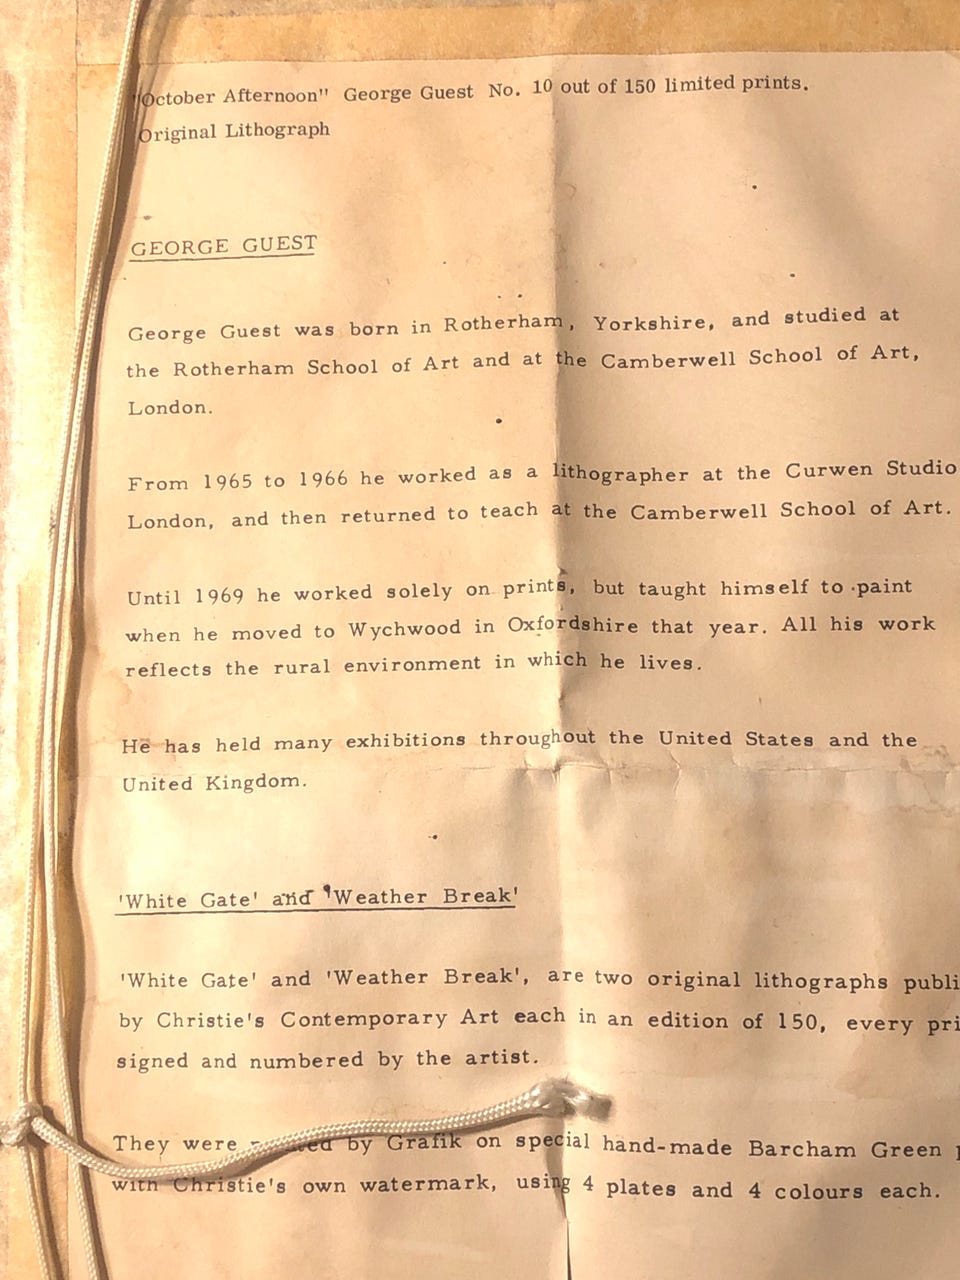 "October Afternoon" George Guest No. 10 out of 150 limited prints.
Original Lithograph
GEORGE GUEST
George Guest was born in Rotherham, Yorkshire, and studied at
the Rotherham School of Art and at the Camberwell School of Art,
London.
From 1965 to 1966 he worked as a lithographer at the Curwen Studio
London, and then returned to teach at the Camberwell School of Art.
Until 1969 he worked solely on prints, but taught himself to paint
when he moved to Wychwood in Oxfordshire that year. All his work
reflects the rural environment in which he lives.
He has held many exhibitions throughout the United States and the
United Kingdom.
'White Gate' and 'Weather Break'
'White Gate' and 'Weather Break', are two original lithographs publi
by Christie's Contemporary Art each in an edition of 150, every pri
signed and numbered by the artist.
They were by Grafik on special hand-made Barcham Green
with Christie's own watermark, using 4 plates and 4 colours each.